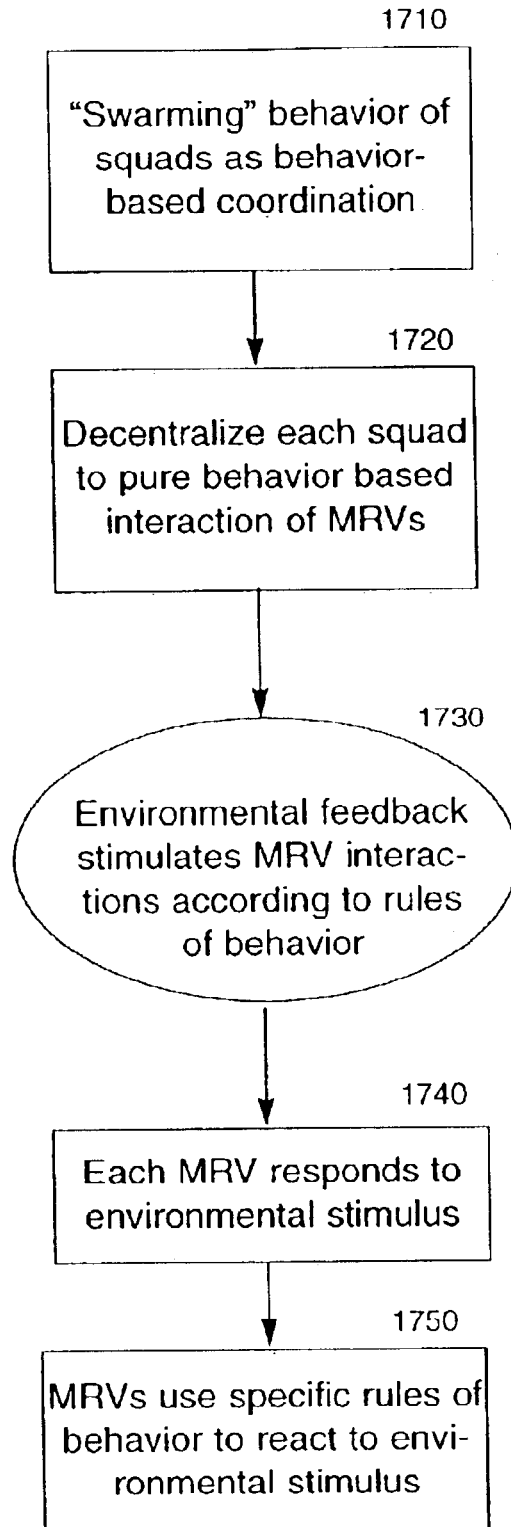 1710
“Swarming” behavior of
squads as behavior-
based coordination
1720
Decentralize each squad
to pure behavior based
interaction of MRVs
1730
Environmental feedback
stimulates MRV interac-
tions according to rules
of behavior
1740
Each MRV responds to
environmental stimulus
1750
MRVs use specific rules of
behavior to react to envi-
ronmental stimulus